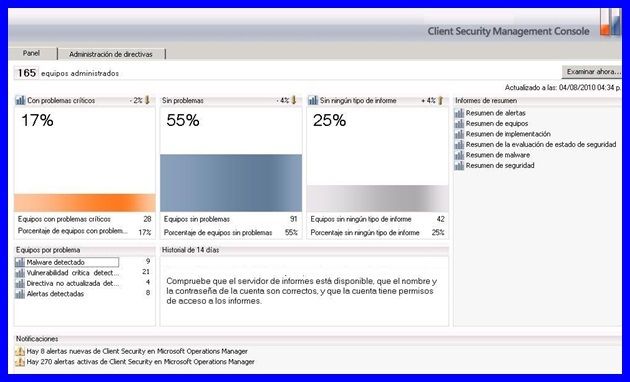 Client Security Management Console
Panel
Administración de directivas
165 equipos administrados
Examinar ahora...
Actualizado a las: 04/08/2010 04:34 p.
Con problemas críticos - 2%
17%
Equipos con problemas críticos 28
Porcentaje de equipos con problem... 17%
Sin problemas - 4%
55%
Equipos sin problemas 91
Porcentaje de equipos sin problemas 55%
Sin ningún tipo de informe + 4%
25%
Equipos sin ningún tipo de informe 42
Porcentaje sin ningún tipo de informe 25%
Informes de resumen
Resumen de alertas
Resumen de equipos
Resumen de implementación
Resumen de la evaluación de estado de seguridad
Resumen de malware
Resumen de seguridad
Equipos por problema
Malware detectado 9
Vulnerabilidad crítica detect... 21
Directiva no actualizada det... 4
Alertas detectadas 8
Historial de 14 días
Compruebe que el servidor de informes está disponible, que el nombre y
la contraseña de la cuenta son correctos, y que la cuenta tiene permisos
de acceso a los informes.
Notificaciones
Hay 8 alertas nuevas de Client Security en Microsoft Operations Manager
Hay 270 alertas activas de Client Security en Microsoft Operations Manager